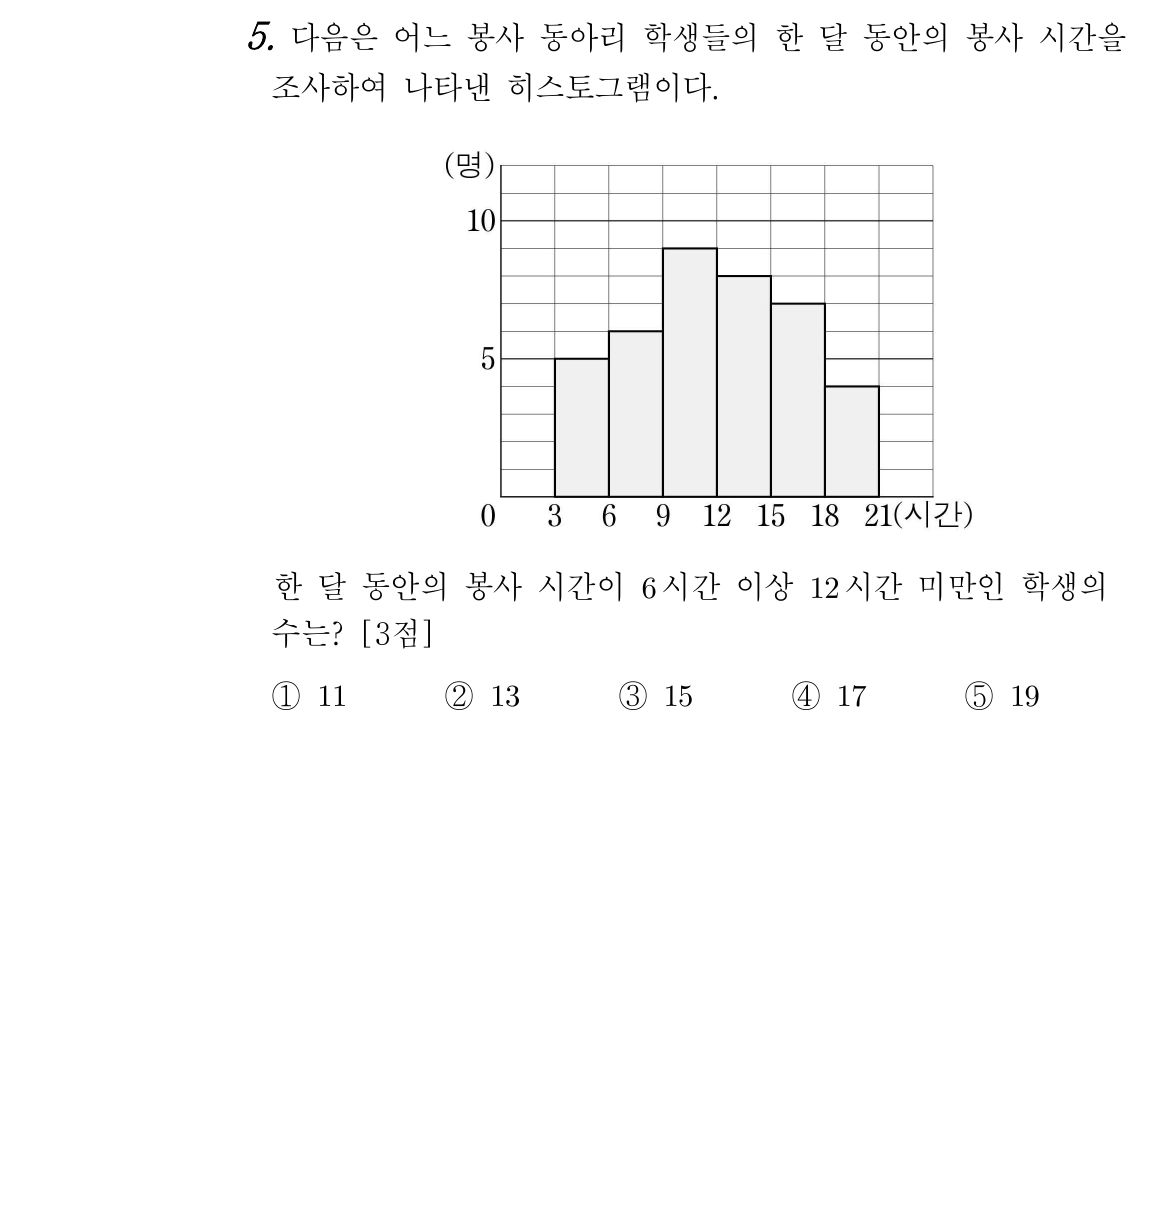 5. 다음은 어느 봉사 동아리 학생들의 한 달 동안의 봉사 시간을
조사하여 나타낸 히스토그램이다.
(명)
10
5
0 3 6 9 12 15 18 21(시간)
한 달 동안의 봉사 시간이 6시간 이상 12시간 미만인 학생의
수는? [3점]
① 11 ② 13 ③ 15 ④ 17 ⑤ 19